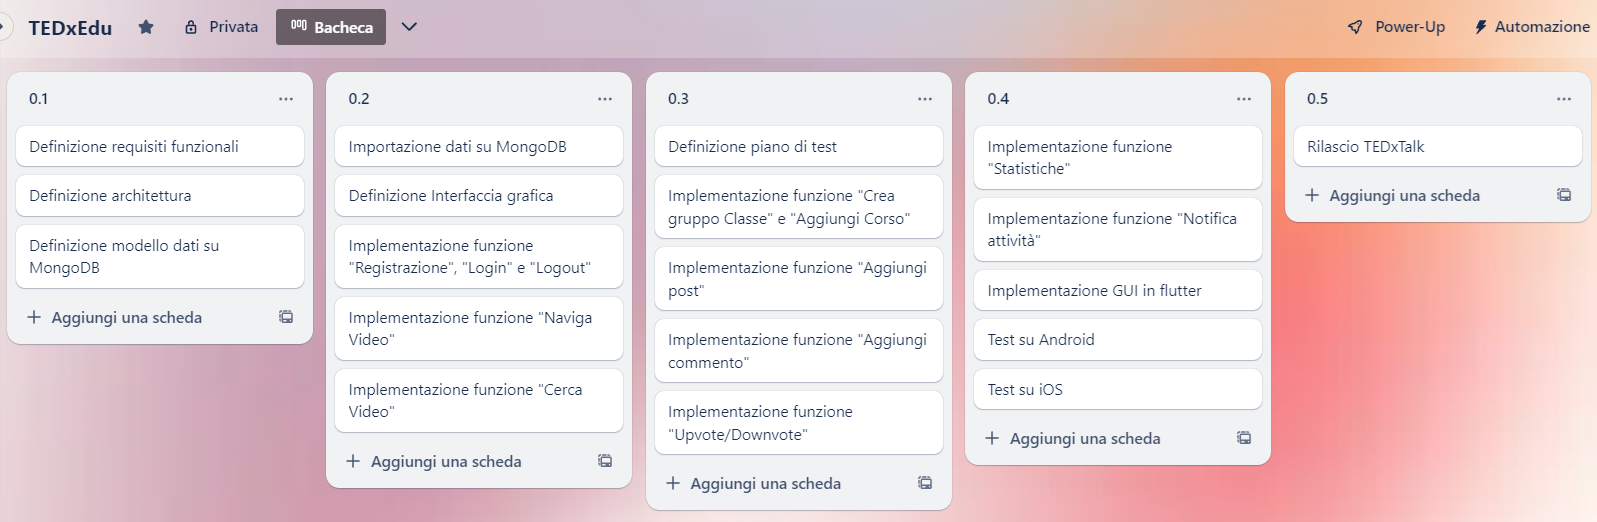 TEDxEdu
Privata
Bacheca
Power-Up
Automazione
0.1
Definizione requisiti funzionali
Definizione architettura
Definizione modello dati su
MongoDB
Aggiungi una scheda
0.2
Importazione dati su MongoDB
Definizione Interfaccia grafica
Implementazione funzione
"Registrazione", "Login" e "Logout"
Implementazione funzione "Naviga
Video"
Implementazione funzione "Cerca
Video"
Aggiungi una scheda
0.3
Definizione piano di test
Implementazione funzione "Crea
gruppo Classe" e "Aggiungi Corso"
Implementazione funzione "Aggiungi
post"
Implementazione funzione "Aggiungi
commento"
Implementazione funzione
"Upvote/Downvote"
Aggiungi una scheda
0.4
Implementazione funzione
"Statistiche"
Implementazione funzione "Notifica
attività"
Implementazione GUI in flutter
Test su Android
Test su iOS
Aggiungi una scheda
0.5
Rilascio TEDxTalk
Aggiungi una scheda